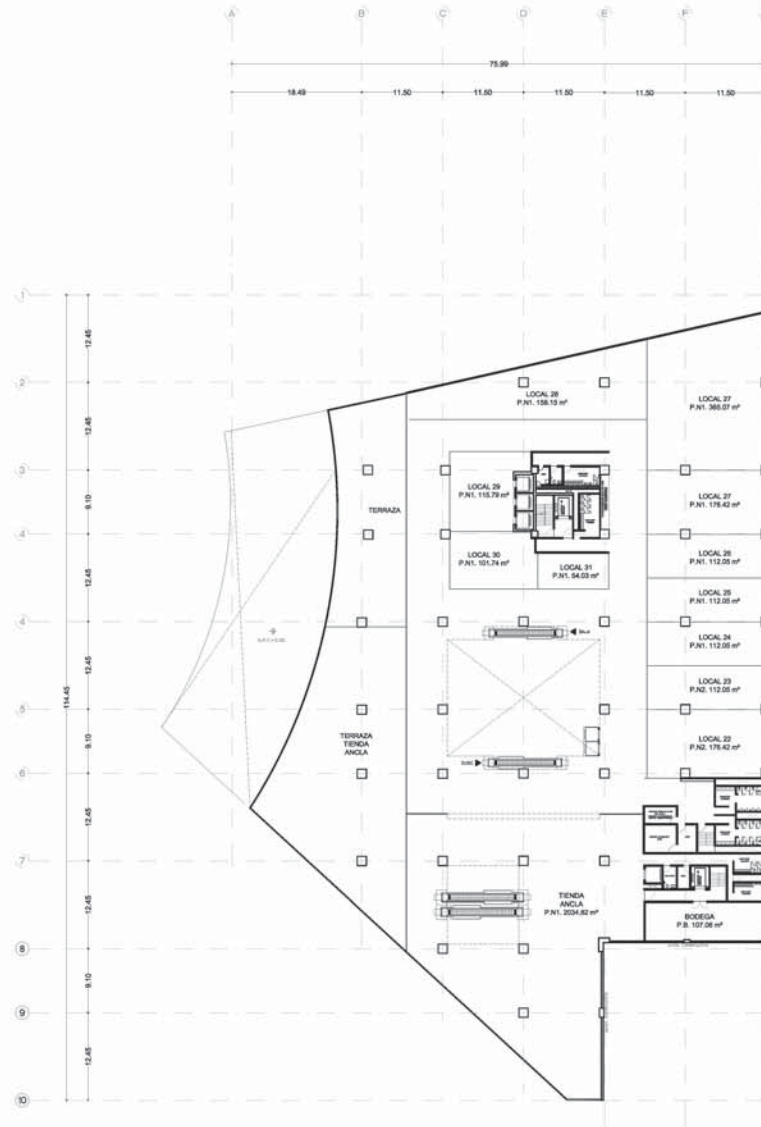 A B C D E F
75.99
18.49 11.50 11.50 11.50 11.50 11.50
1
12.45
2
LOCAL 28
P.N1. 158.15 m²
LOCAL 27
P.N1. 365.07 m²
12.45
3
LOCAL 29
P.N1. 115.79 m²
LOCAL 27
P.N1. 176.42 m²
TERRAZA
9.10
4
LOCAL 30
P.N1. 101.74 m²
LOCAL 31
P.N1. 54.03 m²
LOCAL 26
P.N1. 112.05 m²
12.45
LOCAL 25
P.N1. 112.05 m²
4
BAJA
LOCAL 24
P.N1. 112.05 m²
12.45
114.45
LOCAL 23
P.N2. 112.05 m²
5
TERRAZA
TIENDA
ANCLA
LOCAL 22
P.N2. 176.42 m²
9.10
SUBE
6
12.45
7
TIENDA
ANCLA
P.N1. 2034.82 m²
12.45
BODEGA
P.B. 107.08 m²
8
9.10
9
12.45
10